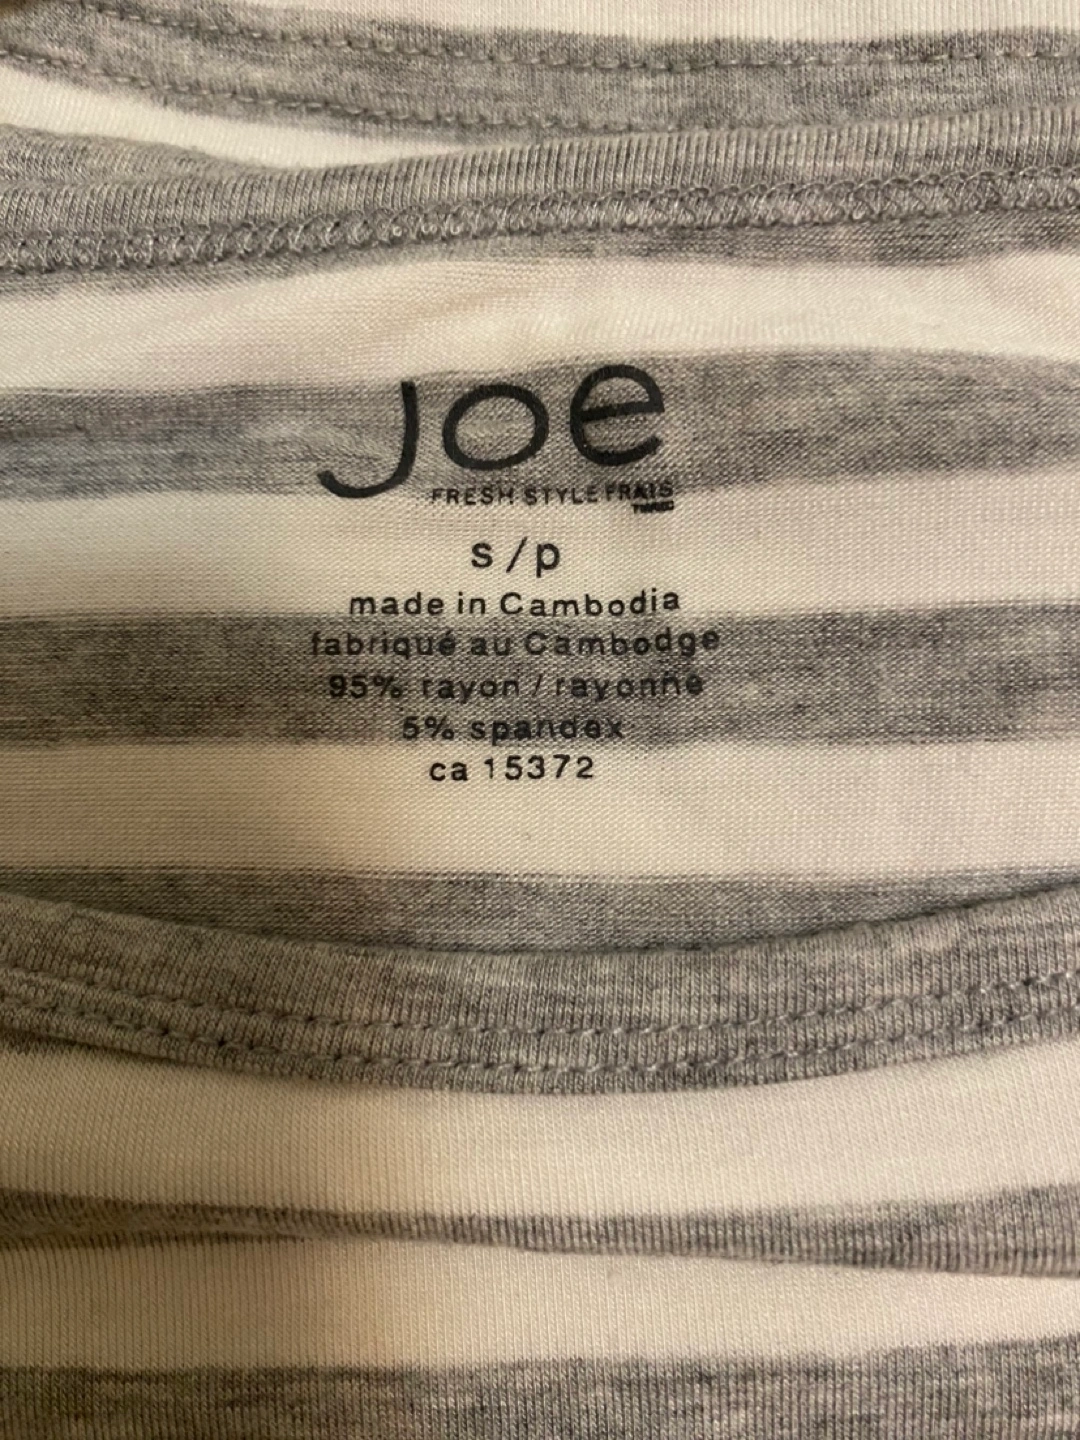 Joe
FRESH STYLE FRAIS
s/p
made in Cambodia
fabriqué au Cambodge
95% rayon / rayonne
5% spandex
ca 15372